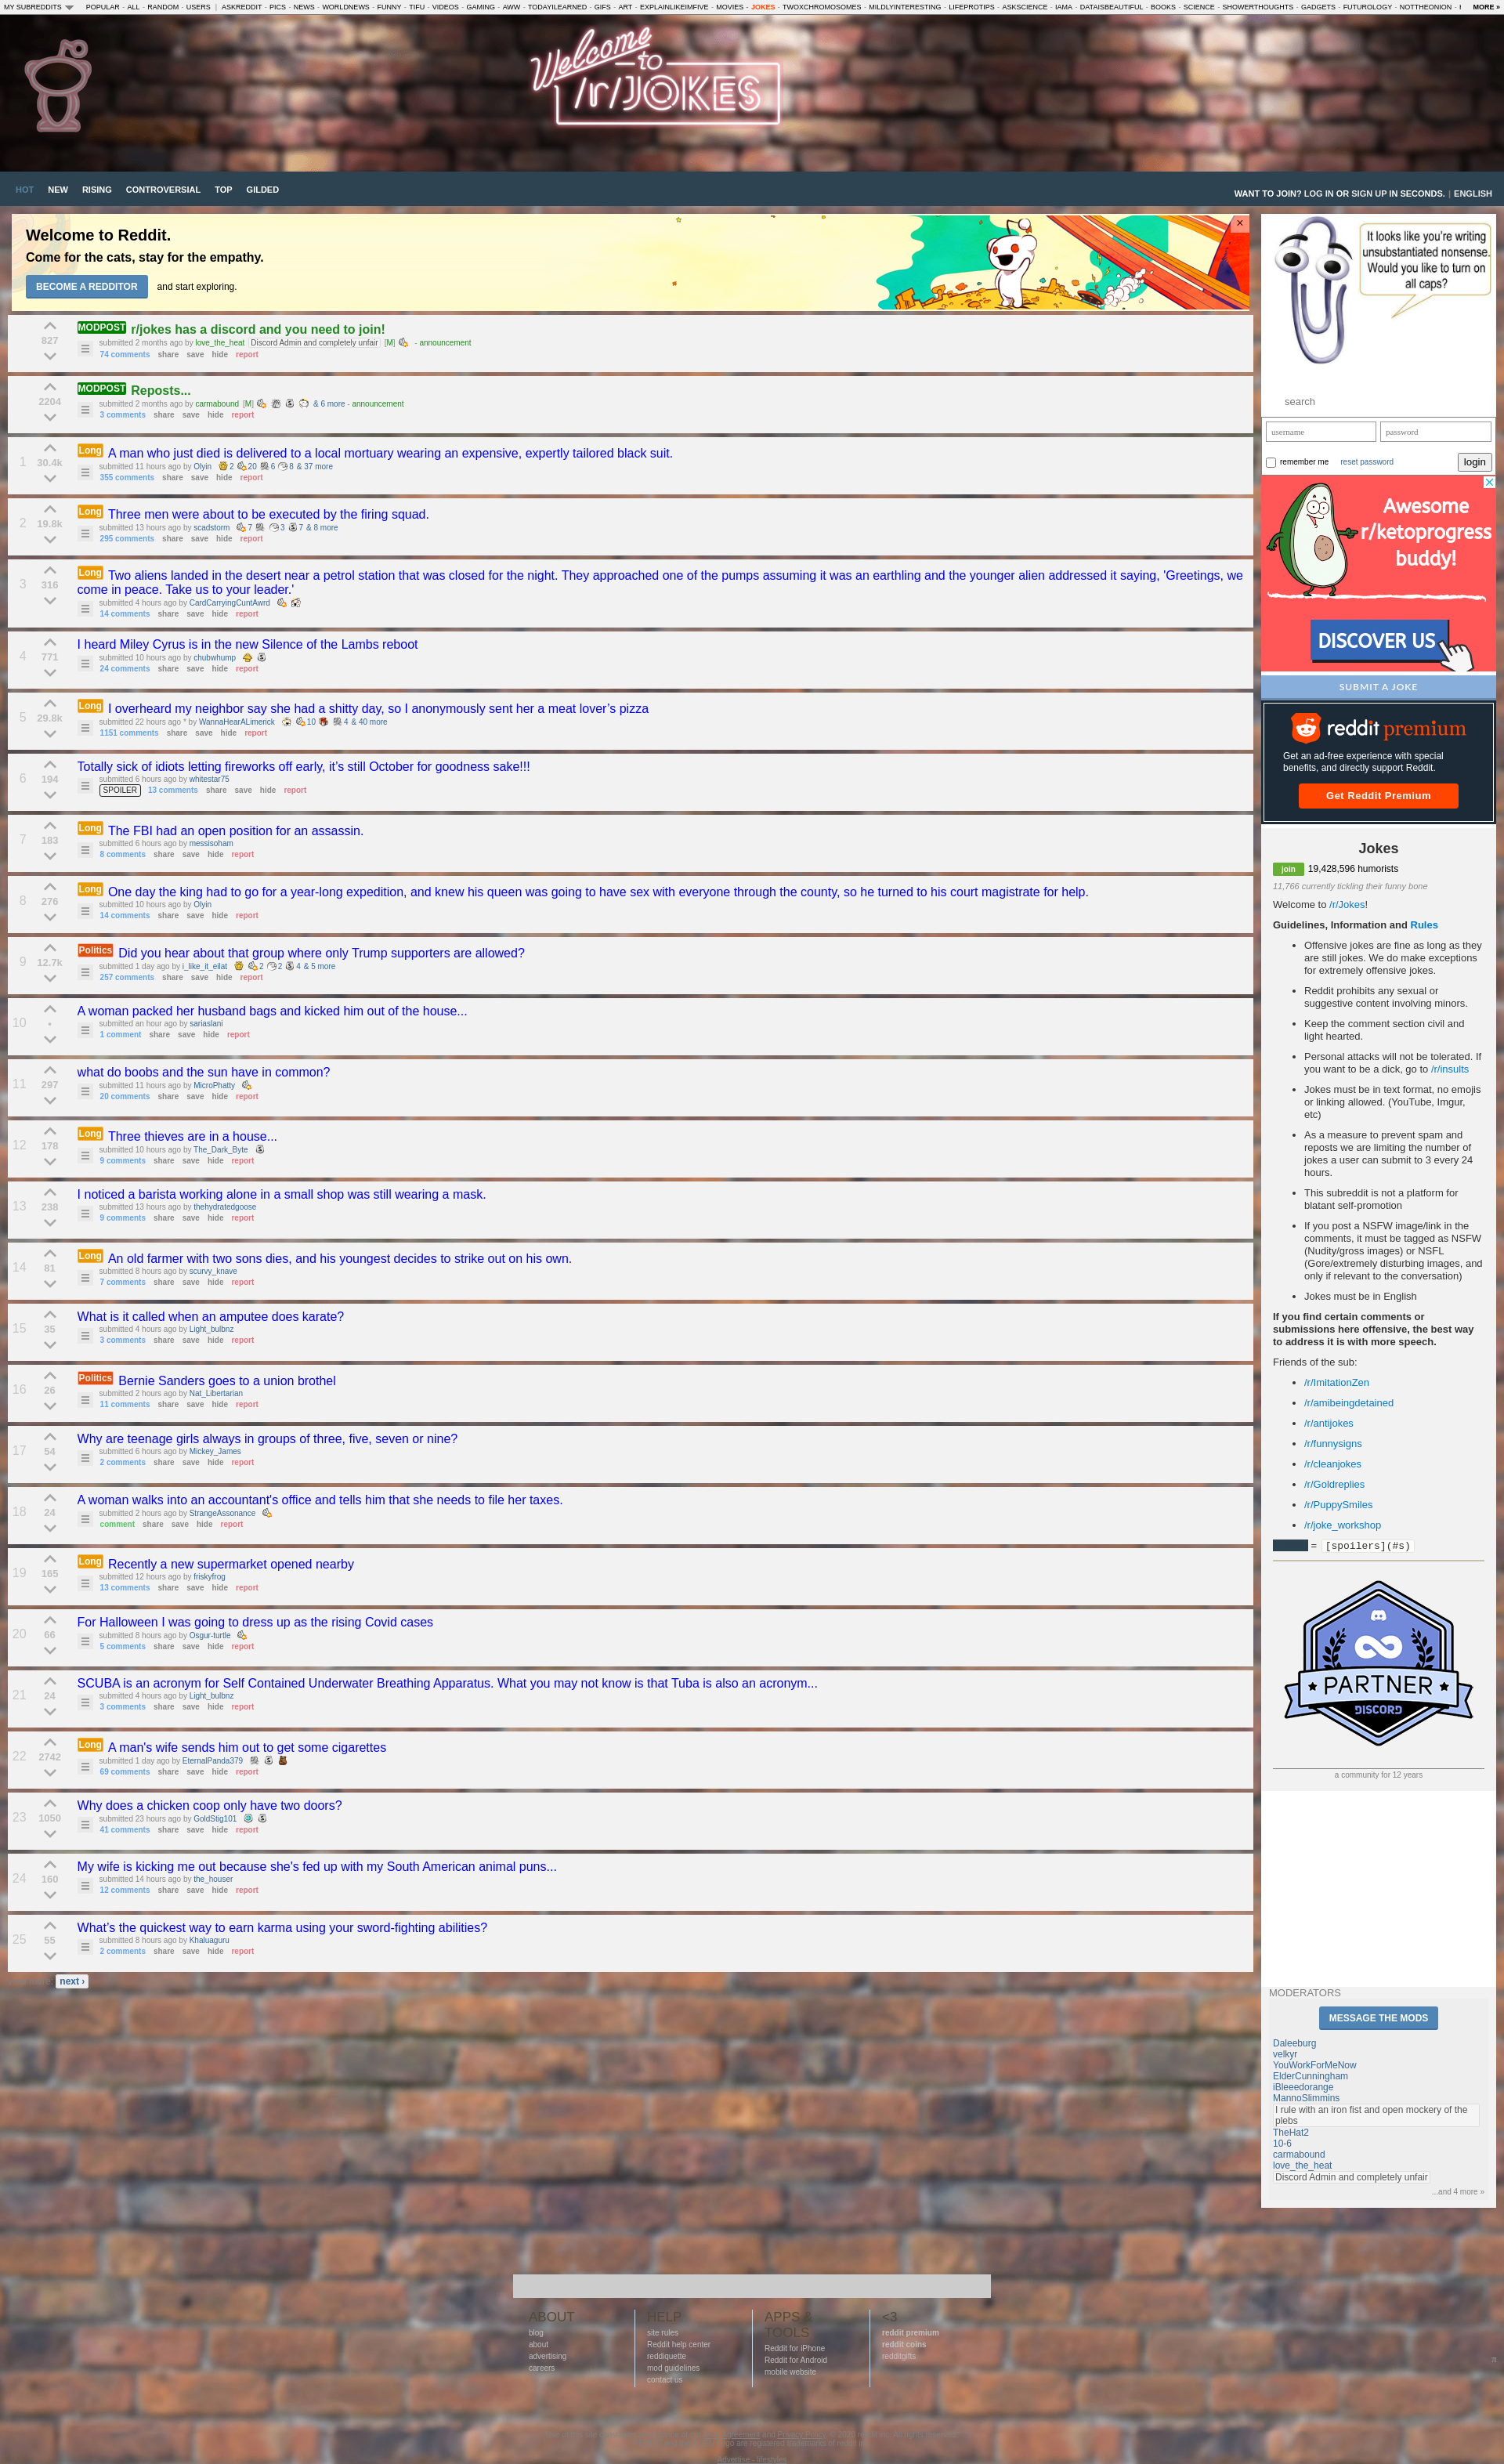 MY SUBREDDITS POPULAR - ALL - RANDOM - USERS | ASKREDDIT - PICS - NEWS - WORLDNEWS - FUNNY - TIFU - VIDEOS - GAMING - AWW - TODAYILEARNED - GIFS - ART - EXPLAINLIKEIMFIVE - MOVIES - JOKES - TWOXCHROMOSOMES - MILDLYINTERESTING - LIFEPROTIPS - ASKSCIENCE - IAMA - DATAISBEAUTIFUL - BOOKS - SCIENCE - SHOWERTHOUGHTS - GADGETS - FUTUROLOGY - NOTTHEONION - MORE »
Welcome
to
/r/JOKES
HOT NEW RISING CONTROVERSIAL TOP GILDED
WANT TO JOIN? LOG IN OR SIGN UP IN SECONDS. | ENGLISH
Welcome to Reddit.
Come for the cats, stay for the empathy.
BECOME A REDDITOR and start exploring.
×
827
MODPOST r/jokes has a discord and you need to join!
submitted 2 months ago by love_the_heat Discord Admin and completely unfair [M] - announcement
74 comments share save hide report
2204
MODPOST Reposts...
submitted 2 months ago by carmabound [M] & 6 more - announcement
3 comments share save hide report
1 30.4k
Long A man who just died is delivered to a local mortuary wearing an expensive, expertly tailored black suit.
submitted 11 hours ago by Olyin 2 20 6 8 & 37 more
355 comments share save hide report
2 19.8k
Long Three men were about to be executed by the firing squad.
submitted 13 hours ago by scadstorm 7 3 7 & 8 more
295 comments share save hide report
3 316
Long Two aliens landed in the desert near a petrol station that was closed for the night. They approached one of the pumps assuming it was an earthling and the younger alien addressed it saying, 'Greetings, we
come in peace. Take us to your leader.'
submitted 4 hours ago by CardCarryingCuntAwrd
14 comments share save hide report
4 771
I heard Miley Cyrus is in the new Silence of the Lambs reboot
submitted 10 hours ago by chubwhump
24 comments share save hide report
5 29.8k
Long I overheard my neighbor say she had a shitty day, so I anonymously sent her a meat lover’s pizza
submitted 22 hours ago * by WannaHearALimerick 10 4 & 40 more
1151 comments share save hide report
6 194
Totally sick of idiots letting fireworks off early, it’s still October for goodness sake!!!
submitted 6 hours ago by whitestar75
SPOILER 13 comments share save hide report
7 183
Long The FBI had an open position for an assassin.
submitted 6 hours ago by messisoham
8 comments share save hide report
8 276
Long One day the king had to go for a year-long expedition, and knew his queen was going to have sex with everyone through the county, so he turned to his court magistrate for help.
submitted 10 hours ago by Olyin
14 comments share save hide report
9 12.7k
Politics Did you hear about that group where only Trump supporters are allowed?
submitted 1 day ago by i_like_it_eilat 2 2 4 & 5 more
257 comments share save hide report
10 •
A woman packed her husband bags and kicked him out of the house...
submitted an hour ago by sariaslani
1 comment share save hide report
11 297
what do boobs and the sun have in common?
submitted 11 hours ago by MicroPhatty
20 comments share save hide report
12 178
Long Three thieves are in a house...
submitted 10 hours ago by The_Dark_Byte
9 comments share save hide report
13 238
I noticed a barista working alone in a small shop was still wearing a mask.
submitted 13 hours ago by thehydratedgoose
9 comments share save hide report
14 81
Long An old farmer with two sons dies, and his youngest decides to strike out on his own.
submitted 8 hours ago by scurvy_knave
7 comments share save hide report
15 35
What is it called when an amputee does karate?
submitted 4 hours ago by Light_bulbnz
3 comments share save hide report
16 26
Politics Bernie Sanders goes to a union brothel
submitted 2 hours ago by Nat_Libertarian
11 comments share save hide report
17 54
Why are teenage girls always in groups of three, five, seven or nine?
submitted 6 hours ago by Mickey_James
2 comments share save hide report
18 24
A woman walks into an accountant's office and tells him that she needs to file her taxes.
submitted 2 hours ago by StrangeAssonance
comment share save hide report
19 165
Long Recently a new supermarket opened nearby
submitted 12 hours ago by friskyfrog
13 comments share save hide report
20 66
For Halloween I was going to dress up as the rising Covid cases
submitted 8 hours ago by Osgur-turtle
5 comments share save hide report
21 24
SCUBA is an acronym for Self Contained Underwater Breathing Apparatus. What you may not know is that Tuba is also an acronym...
submitted 4 hours ago by Light_bulbnz
3 comments share save hide report
22 2742
Long A man's wife sends him out to get some cigarettes
submitted 1 day ago by EternalPanda379
69 comments share save hide report
23 1050
Why does a chicken coop only have two doors?
submitted 23 hours ago by GoldStig101
41 comments share save hide report
24 160
My wife is kicking me out because she's fed up with my South American animal puns...
submitted 14 hours ago by the_houser
12 comments share save hide report
25 55
What’s the quickest way to earn karma using your sword-fighting abilities?
submitted 8 hours ago by Khaluaguru
2 comments share save hide report
next ›
It looks like you're writing
unsubstantiated nonsense.
Would you like to turn on
all caps?
search
username password
remember me reset password login
Awesome
r/ketoprogress
buddy!
DISCOVER US
SUBMIT A JOKE
reddit premium
Get an ad-free experience with special
benefits, and directly support Reddit.
Get Reddit Premium
Jokes
join 19,428,596 humorists
11,766 currently tickling their funny bone
Welcome to /r/Jokes!
Guidelines, Information and Rules
• Offensive jokes are fine as long as they
are still jokes. We do make exceptions
for extremely offensive jokes.
• Reddit prohibits any sexual or
suggestive content involving minors.
• Keep the comment section civil and
light hearted.
• Personal attacks will not be tolerated. If
you want to be a dick, go to /r/insults
• Jokes must be in text format, no emojis
or linking allowed. (YouTube, Imgur,
etc)
• As a measure to prevent spam and
reposts we are limiting the number of
jokes a user can submit to 3 every 24
hours.
• This subreddit is not a platform for
blatant self-promotion
• If you post a NSFW image/link in the
comments, it must be tagged as NSFW
(Nudity/gross images) or NSFL
(Gore/extremely disturbing images, and
only if relevant to the conversation)
• Jokes must be in English
If you find certain comments or
submissions here offensive, the best way
to address it is with more speech.
Friends of the sub:
• /r/ImitationZen
• /r/amibeingdetained
• /r/antijokes
• /r/funnysigns
• /r/cleanjokes
• /r/Goldreplies
• /r/PuppySmiles
• /r/joke_workshop
= [spoilers](#s)
PARTNER
DISCORD
a community for 12 years
MODERATORS
MESSAGE THE MODS
Daleeburg
velkyr
YouWorkForMeNow
ElderCunningham
iBleeedorange
MannoSlimmins
I rule with an iron fist and open mockery of the
plebs
TheHat2
10-6
carmabound
love_the_heat
Discord Admin and completely unfair
...and 4 more »
ABOUT
blog
about
advertising
careers
HELP
site rules
Reddit help center
reddiquette
mod guidelines
contact us
APPS &
TOOLS
Reddit for iPhone
Reddit for Android
mobile website
<3
reddit premium
reddit coins
redditgifts
π